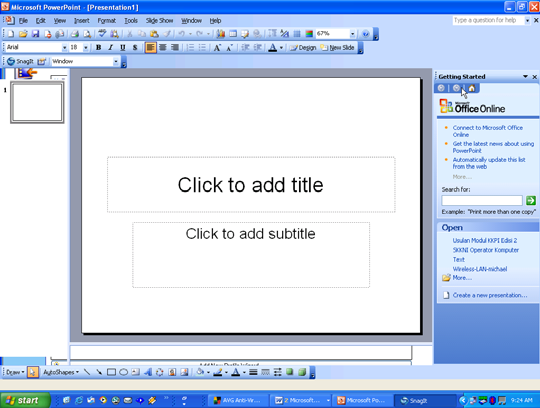 Microsoft PowerPoint - [Presentation1]
File Edit View Insert Format Tools Slide Show Window Help
Type a question for help
67%
Arial 18 B I U S Design New Slide
SnagIt Window
1
Click to add title
Click to add subtitle
Getting Started
Microsoft
Office Online
Connect to Microsoft Office
Online
Get the latest news about using
PowerPoint
Automatically update this list
from the web
More...
Search for:
Example: "Print more than one copy"
Open
Usulan Modul KKPI Edisi 2
SKKNI Operator Komputer
Text
Wireless-LAN-michael
More...
Create a new presentation...
Draw AutoShapes
start
AVG Anti-Vi...
2 Microsoft...
Microsoft Po...
SnagIt
9:24 AM